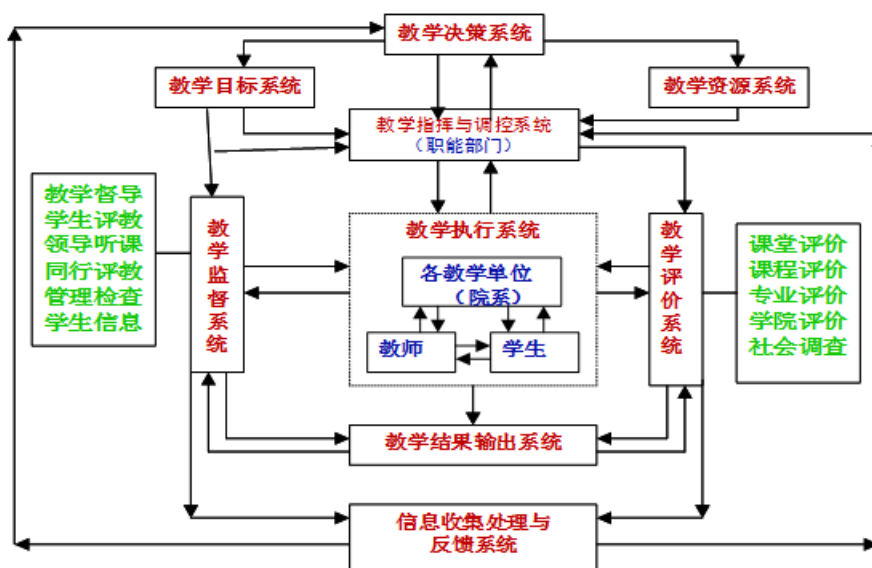 教学决策系统
教学目标系统
教学资源系统
教学指挥与调控系统
（职能部门）
教学督导
学生评教
领导听课
同行评教
管理检查
学生信息
教学监督系统
教学执行系统
各教学单位
（院系）
教师
学生
教学评价系统
课堂评价
课程评价
专业评价
学院评价
社会调查
教学结果输出系统
信息收集处理与
反馈系统